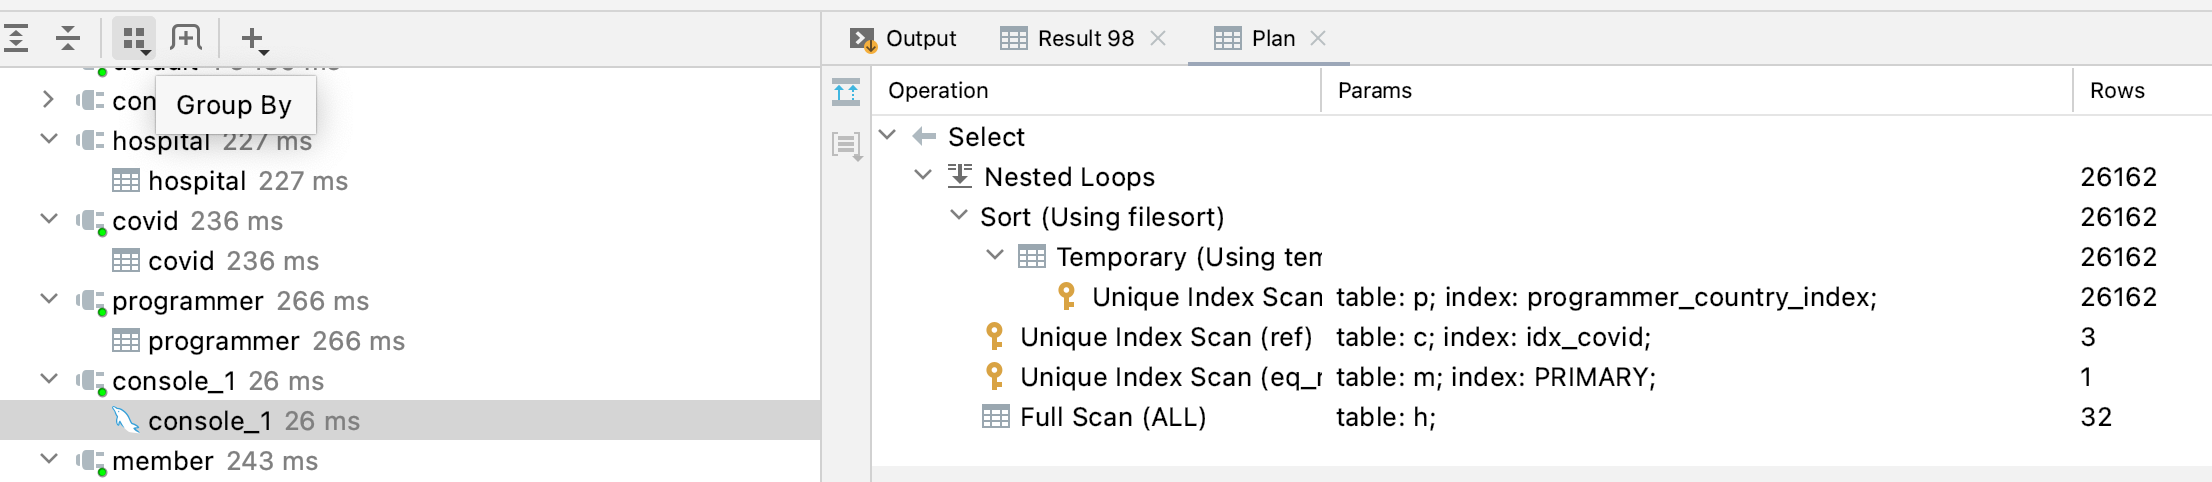 Output
Result 98
Plan
Group By
con
hospital 227 ms
hospital 227 ms
covid 236 ms
covid 236 ms
programmer 266 ms
programmer 266 ms
console_1 26 ms
console_1 26 ms
member 243 ms
Operation Params Rows
Select
Nested Loops 26162
Sort (Using filesort) 26162
Temporary (Using tem 26162
Unique Index Scan table: p; index: programmer_country_index; 26162
Unique Index Scan (ref) table: c; index: idx_covid; 3
Unique Index Scan (eq_r table: m; index: PRIMARY; 1
Full Scan (ALL) table: h; 32